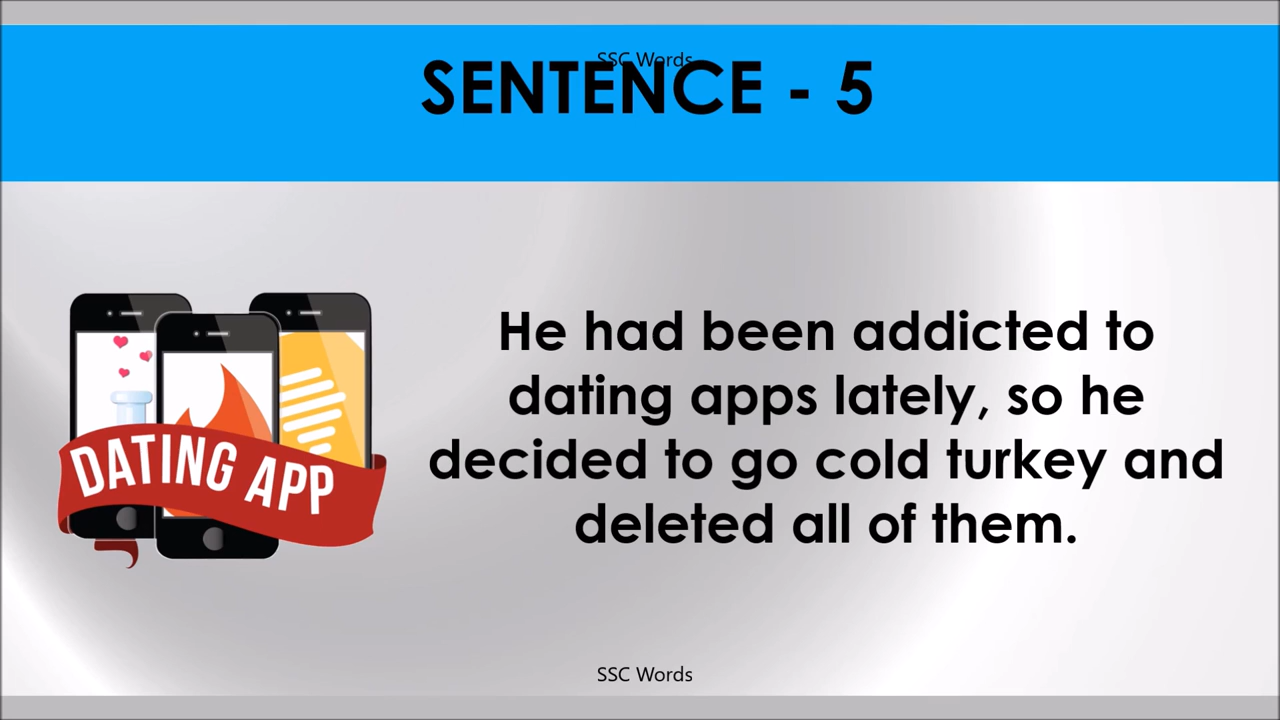 SSC Words
SENTENCE - 5
DATING APP
He had been addicted to
dating apps lately, so he
decided to go cold turkey and
deleted all of them.
SSC Words